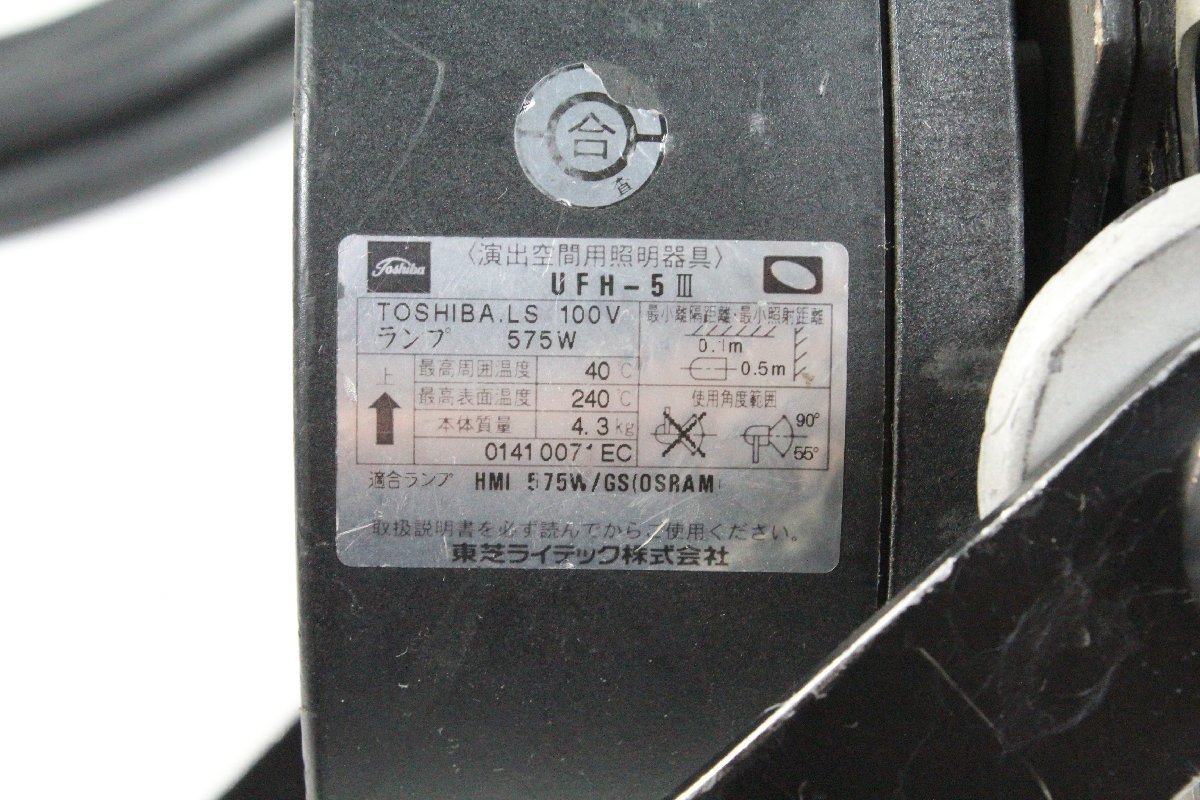 合
Toshiba
〈演出空間用照明器具〉
UFH-5Ⅲ
TOSHIBA.LS 100V
ランプ 575W
上
最高周囲温度 40℃
最高表面温度 240℃
本体質量 4.3kg
01410071EC
最小離隔距離・最小照射距離
0.1m
0.5m
使用角度範囲
90°
55°
適合ランプ HMI 575W/GS(OSRAM)
取扱説明書を必ず読んでからご使用ください。
東芝ライテック株式会社